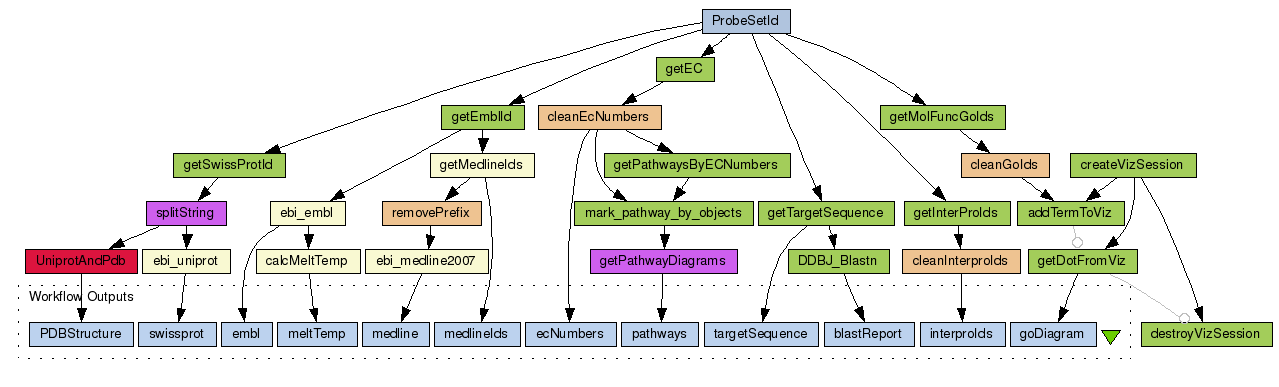 ProbeSetId
getEC
getEmblId
cleanEcNumbers
getMolFuncGoIds
getSwissProtId
getMedlineIds
getPathwaysByECNumbers
cleanGoIds
createVizSession
splitString
ebi_embl
removePrefix
mark_pathway_by_objects
getTargetSequence
getInterProIds
addTermToViz
UniprotAndPdb
ebi_uniprot
calcMeltTemp
ebi_medline2007
getPathwayDiagrams
DDBJ_Blastn
cleanInterproIds
getDotFromViz
Workflow Outputs
PDBStructure
swissprot
embl
meltTemp
medline
medlineIds
ecNumbers
pathways
targetSequence
blastReport
interproIds
goDiagram
destroyVizSession